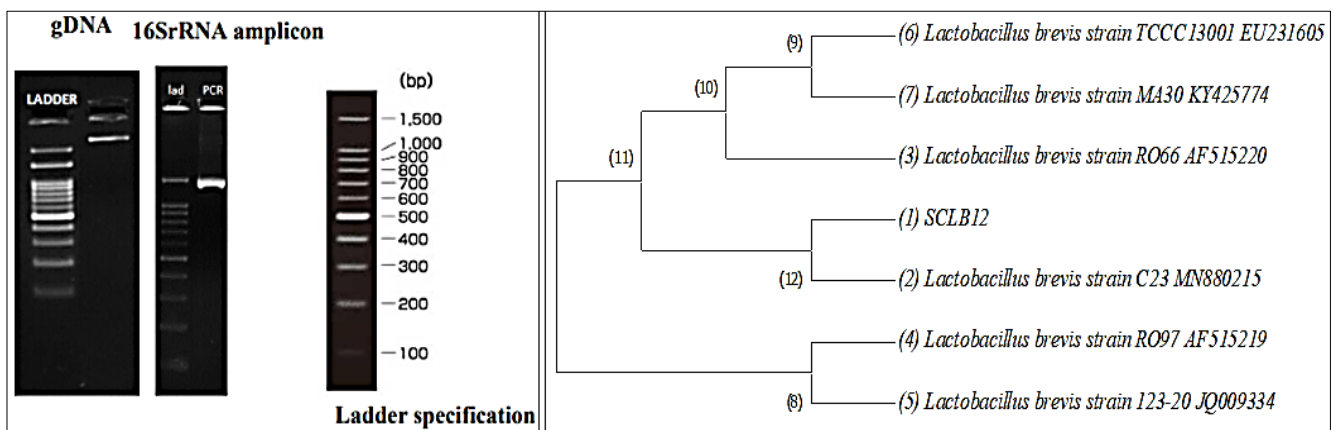 gDNA 16SrRNA amplicon
LADDER
lad PCR
(bp)
1,500
1,000
900
800
700
600
500
400
300
200
100
Ladder specification
(9)
(10)
(11)
(12)
(8)
(6) Lactobacillus brevis strain TCCC13001 EU231605
(7) Lactobacillus brevis strain MA30 KY425774
(3) Lactobacillus brevis strain RO66 AF515220
(1) SCLB12
(2) Lactobacillus brevis strain C23 MN880215
(4) Lactobacillus brevis strain RO97 AF515219
(5) Lactobacillus brevis strain 123-20 JQ009334